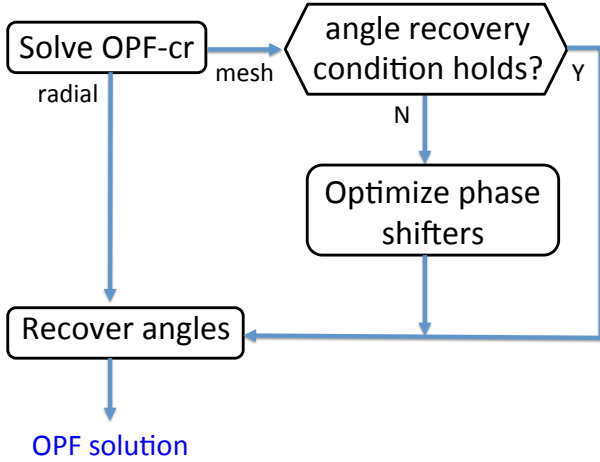 Solve OPF-cr
radial
mesh
angle recovery
condition holds?
Y
N
Optimize phase
shifters
Recover angles
OPF solution